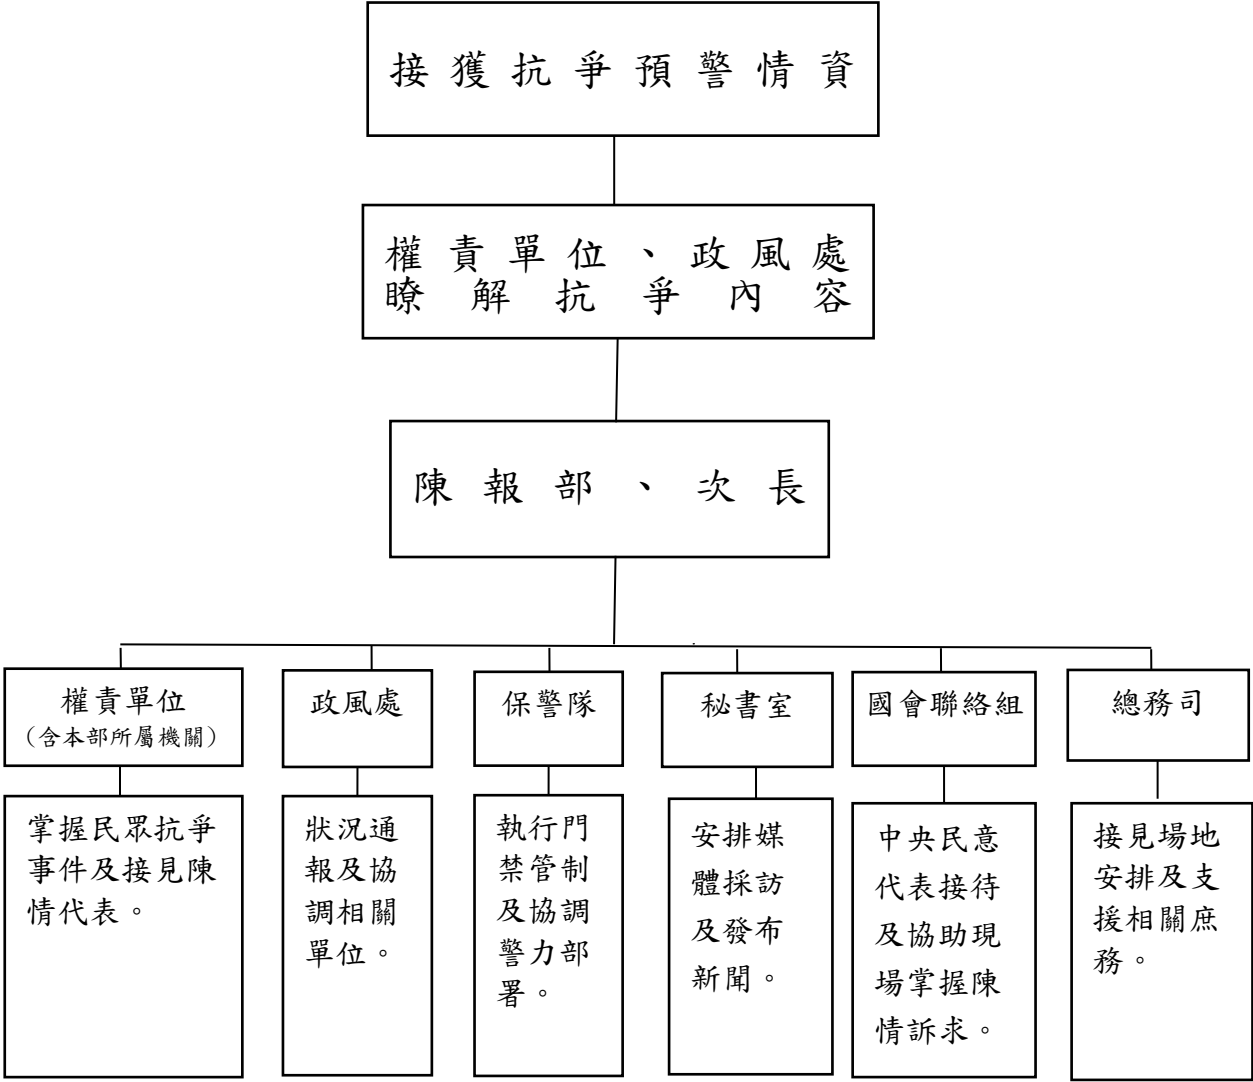 接獲抗爭預警情資
權責單位、政風處
瞭解抗爭內容
陳報部、次長
權責單位
(含本部所屬機關)
掌握民眾抗爭
事件及接見陳
情代表。
政風處
狀況通
報及協
調相關
單位。
保警隊
執行門
禁管制
及協調
警力部
署。
秘書室
安排媒
體採訪
及發布
新聞。
國會聯絡組
中央民意
代表接待
及協助現
場掌握陳
情訴求。
總務司
接見場地
安排及支
援相關庶
務。